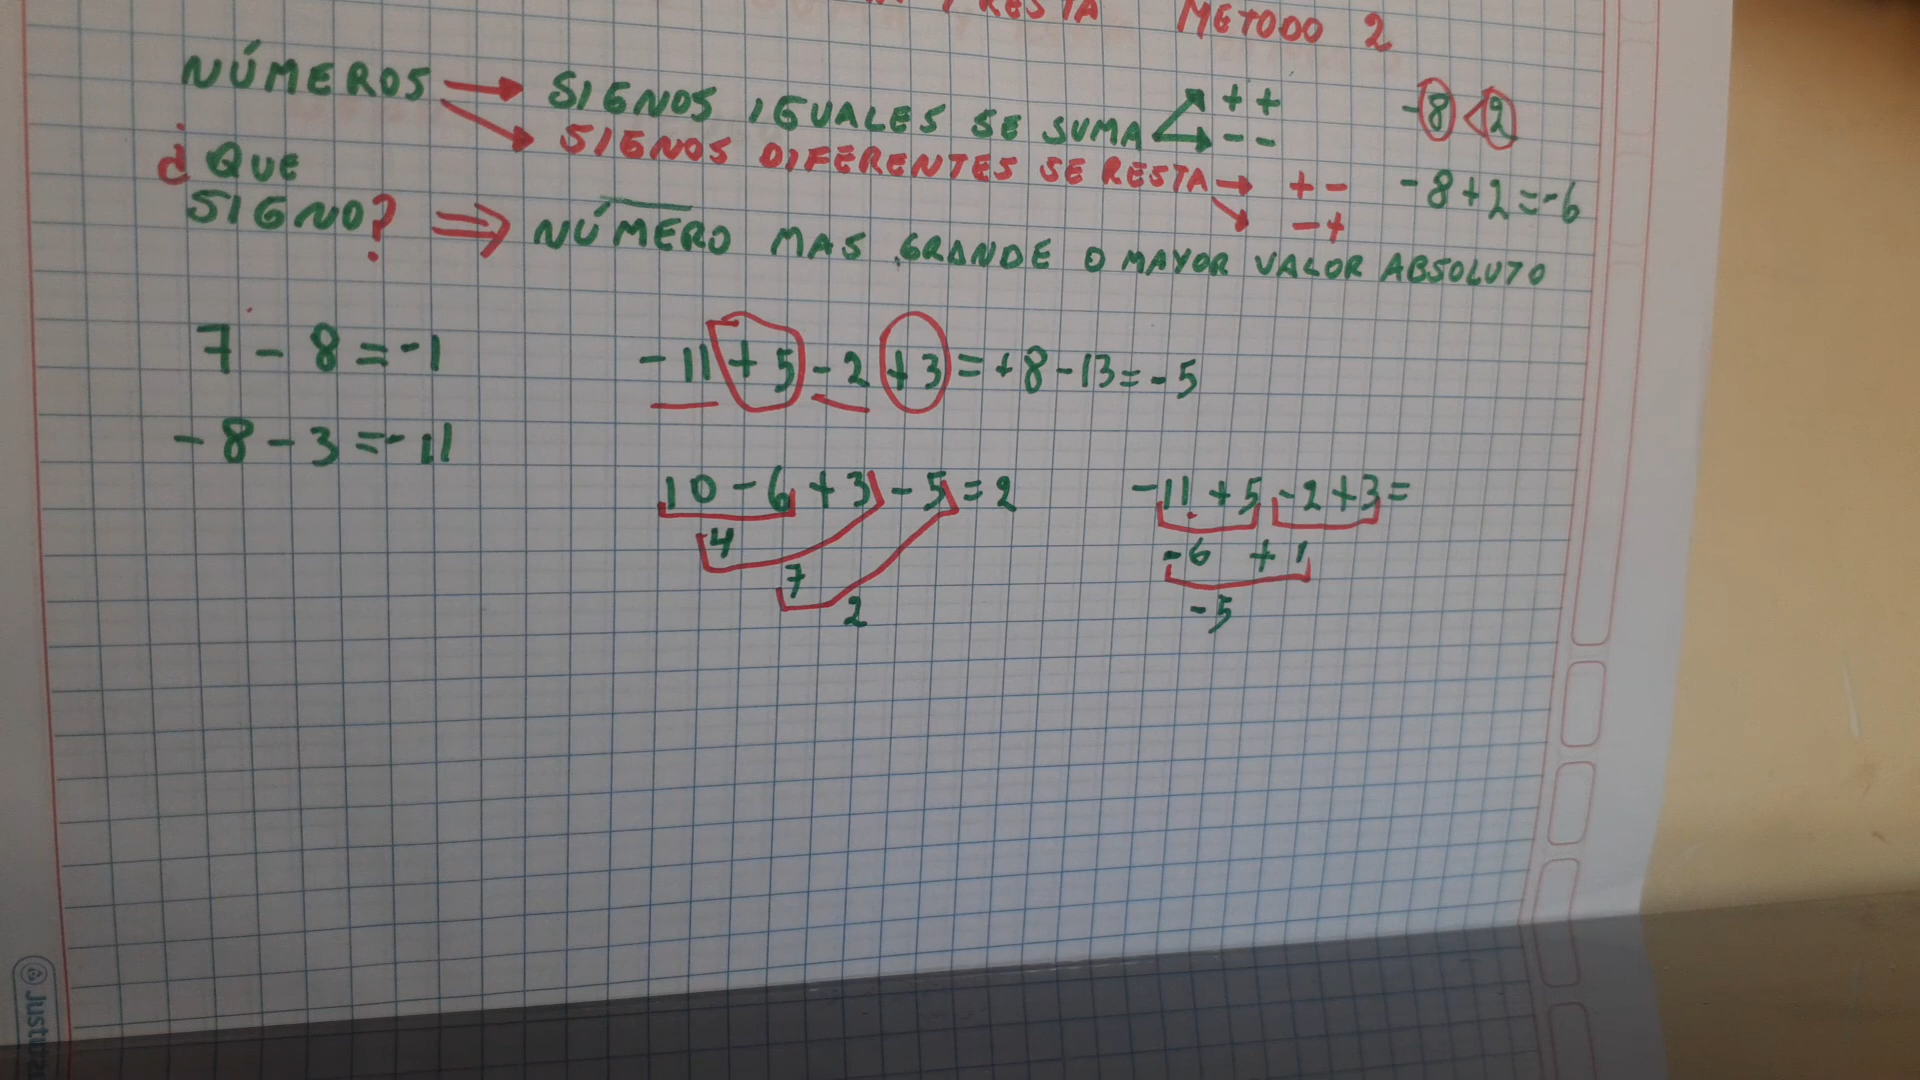 RESTA METODO 2
NÚMEROS → SIGNOS IGUALES SE SUMA ++ -8 < 2
→ SIGNOS DIFERENTES SE RESTA → + -
--
¿QUE -8+2=-6
SIGNO? ⇒ NÚMERO MAS GRANDE O MAYOR VALOR ABSOLUTO
-+
7 - 8 = -1
-11 + 5 - 2 + 3 = +8 - 13 = -5
-8 - 3 = -11
10 - 6 + 3 - 5 = 2
4
7
2
-11 + 5 - 2 + 3 =
-6 + 1
-5